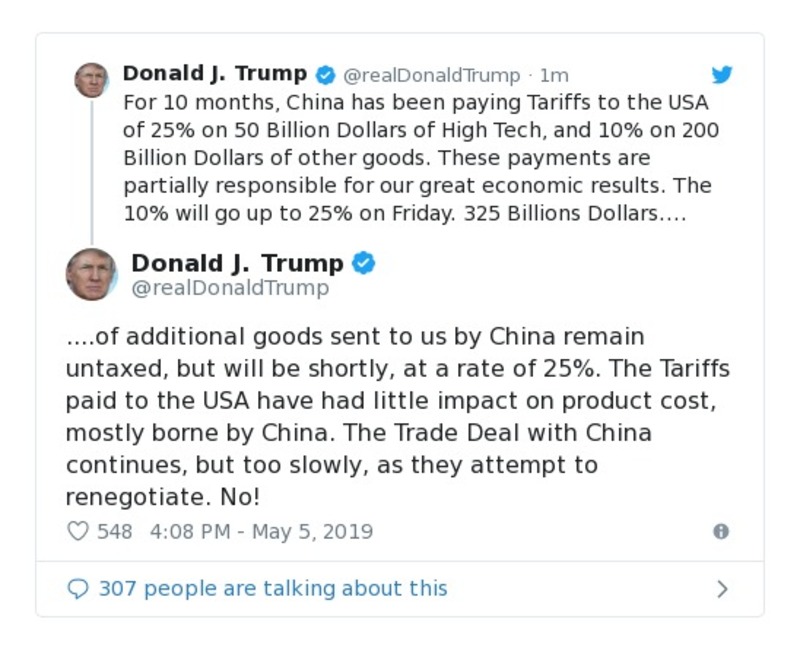 Donald J. Trump @realDonaldTrump · 1m
For 10 months, China has been paying Tariffs to the USA
of 25% on 50 Billion Dollars of High Tech, and 10% on 200
Billion Dollars of other goods. These payments are
partially responsible for our great economic results. The
10% will go up to 25% on Friday. 325 Billions Dollars....
Donald J. Trump
@realDonaldTrump
....of additional goods sent to us by China remain
untaxed, but will be shortly, at a rate of 25%. The Tariffs
paid to the USA have had little impact on product cost,
mostly borne by China. The Trade Deal with China
continues, but too slowly, as they attempt to
renegotiate. No!
548 4:08 PM - May 5, 2019
307 people are talking about this